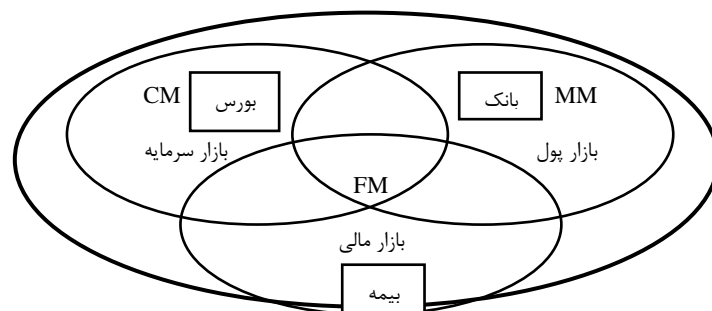 CM
بورس
بانک
MM
بازار سرمایه
بازار پول
FM
بازار مالی
بیمه